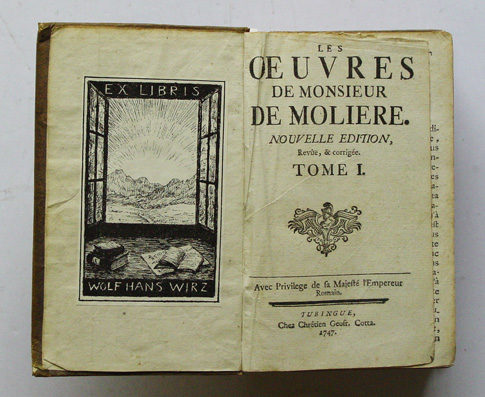 EX LIBRIS
WOLF HANS WIRZ
LES
ŒUVRES
DE MONSIEUR
DE MOLIERE.
NOUVELLE EDITION,
Revûe, & corrigée.
TOME I.
Avec Privilege de sa Majesté l'Empereur
Romain.
TUBINGUE,
Chez Chrêtien Geofr. Cotta.
1747.